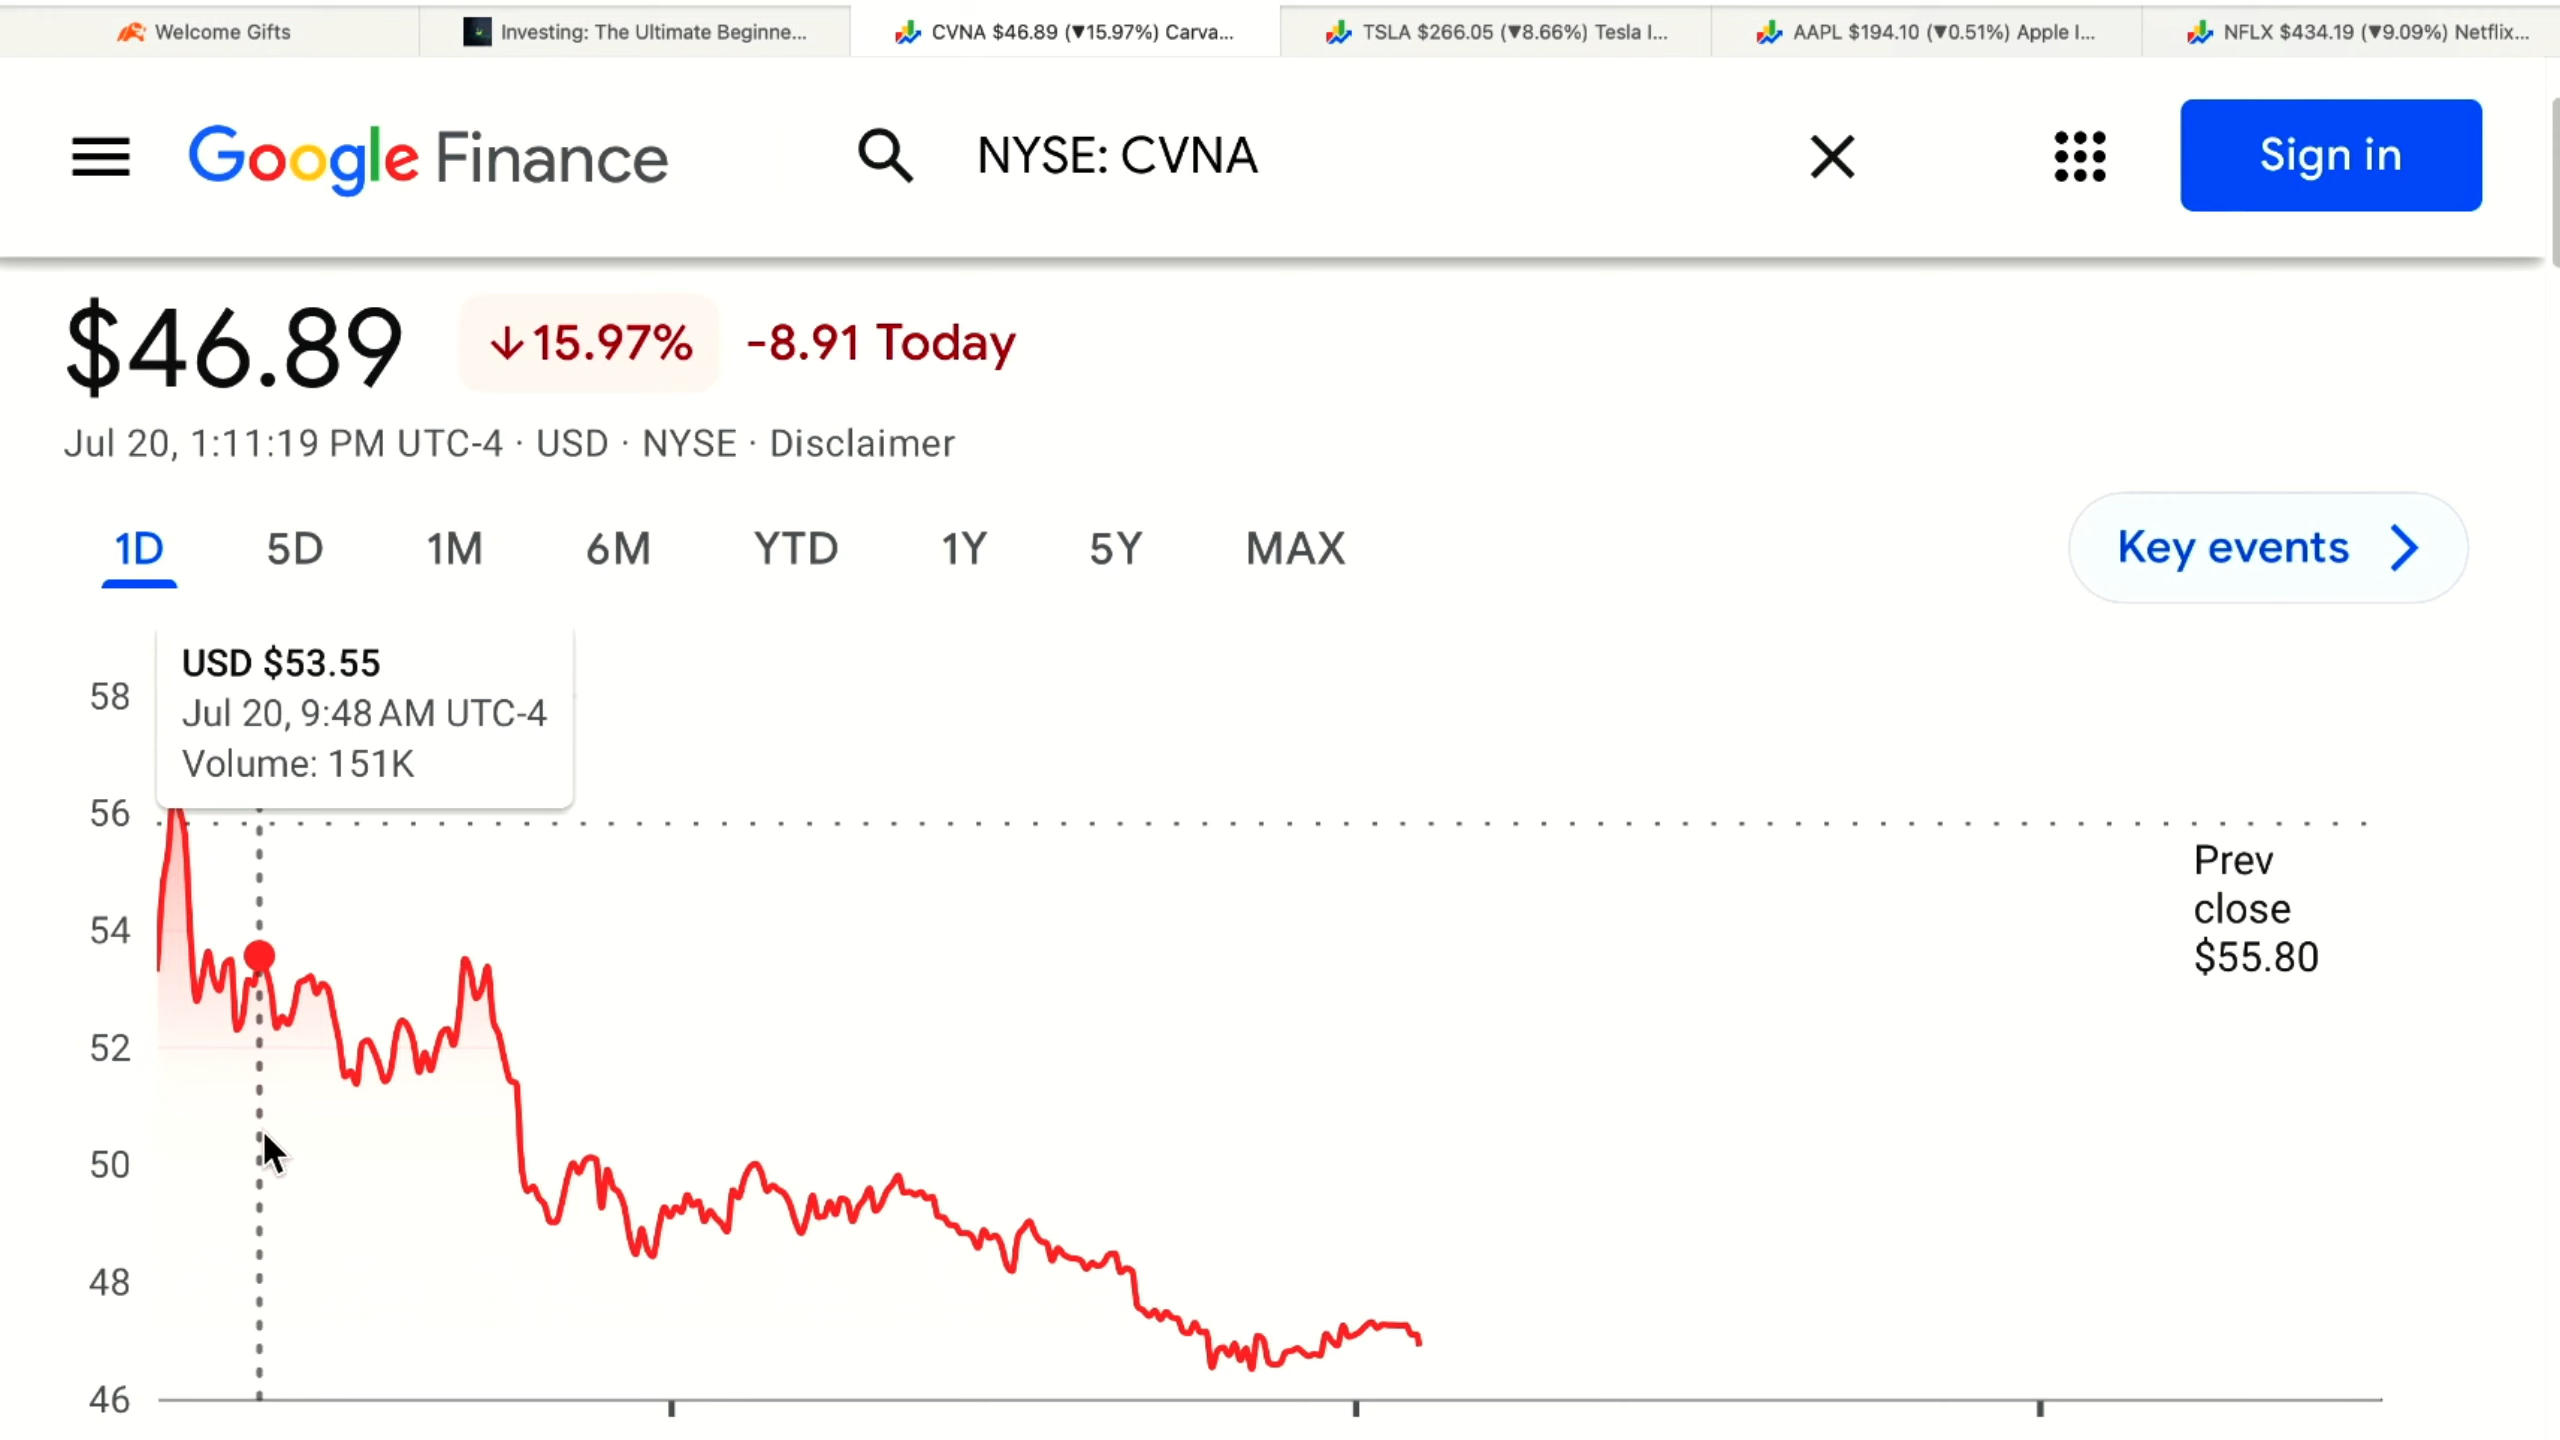 Welcome Gifts
Investing: The Ultimate Beginne...
CVNA $46.89 (▼15.97%) Carva...
TSLA $266.05 (▼8.66%) Tesla I...
AAPL $194.10 (▼0.51%) Apple I...
NFLX $434.19 (▼9.09%) Netflix...
Google Finance
NYSE: CVNA
Sign in
$46.89 ↓15.97% -8.91 Today
Jul 20, 1:11:19 PM UTC-4 · USD · NYSE · Disclaimer
1D 5D 1M 6M YTD 1Y 5Y MAX
Key events
USD $53.55
Jul 20, 9:48 AM UTC-4
Volume: 151K
58
56
54
52
50
48
46
Prev
close
$55.80